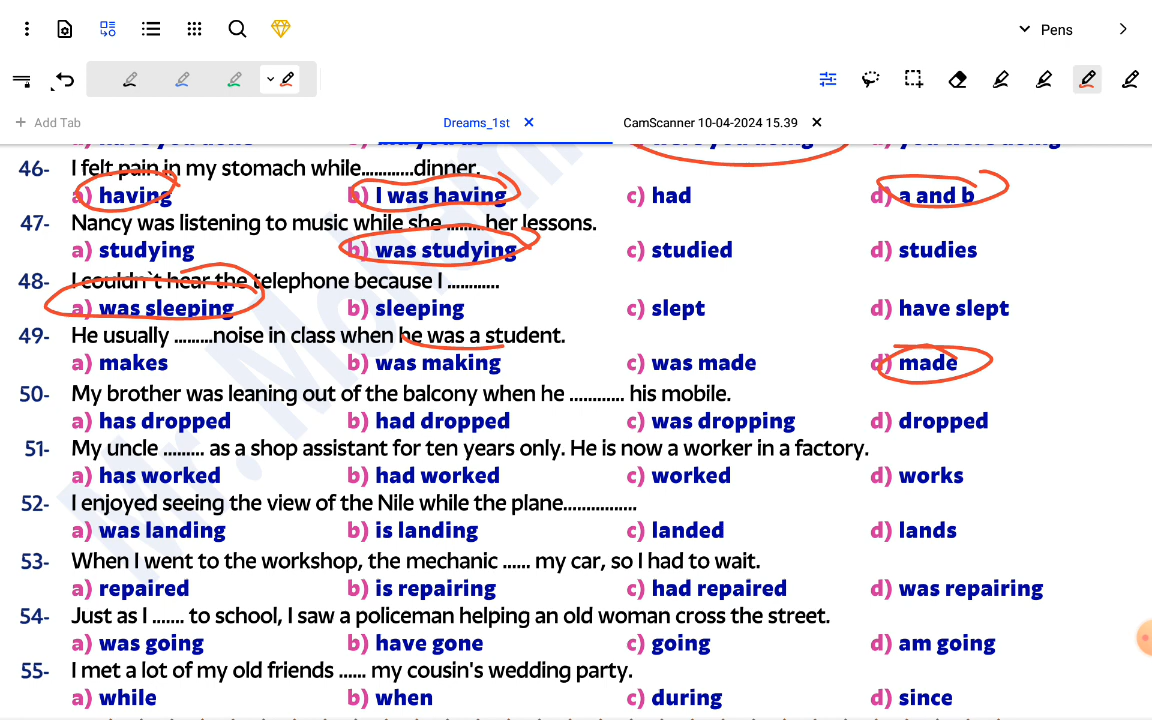 Pens
Add Tab
Dreams_1st
CamScanner 10-04-2024 15.39
46- I felt pain in my stomach while............dinner.
a) having b) I was having c) had d) a and b
47- Nancy was listening to music while she ........ her lessons.
a) studying b) was studying c) studied d) studies
48- I couldn`t hear the telephone because I ............
a) was sleeping b) sleeping c) slept d) have slept
49- He usually .........noise in class when he was a student.
a) makes b) was making c) was made d) made
50- My brother was leaning out of the balcony when he ............ his mobile.
a) has dropped b) had dropped c) was dropping d) dropped
51- My uncle ......... as a shop assistant for ten years only. He is now a worker in a factory.
a) has worked b) had worked c) worked d) works
52- I enjoyed seeing the view of the Nile while the plane................
a) was landing b) is landing c) landed d) lands
53- When I went to the workshop, the mechanic ...... my car, so I had to wait.
a) repaired b) is repairing c) had repaired d) was repairing
54- Just as I ....... to school, I saw a policeman helping an old woman cross the street.
a) was going b) have gone c) going d) am going
55- I met a lot of my old friends ...... my cousin's wedding party.
a) while b) when c) during d) since